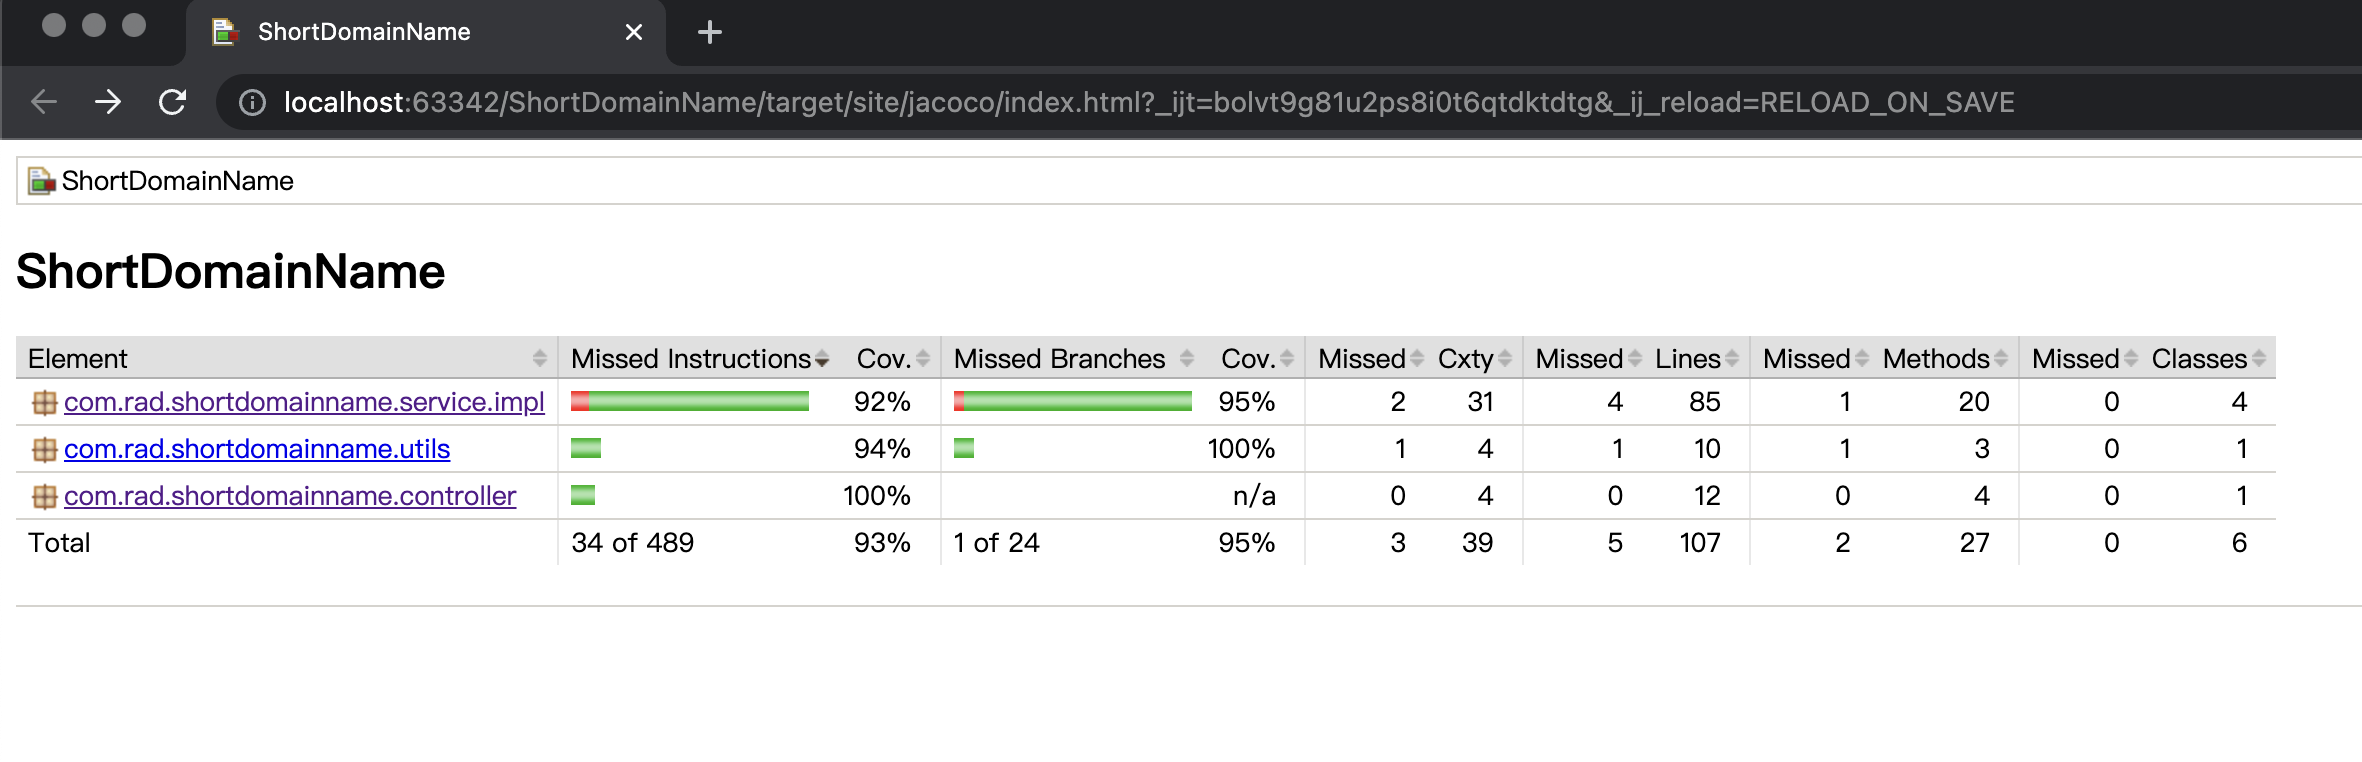 ShortDomainName
localhost:63342/ShortDomainName/target/site/jacoco/index.html?_ijt=bolvt9g81u2ps8i0t6qtdktdtg&_ij_reload=RELOAD_ON_SAVE
ShortDomainName
ShortDomainName
Element Missed Instructions Cov. Missed Branches Cov. Missed Cxty Missed Lines Missed Methods Missed Classes
com.rad.shortdomainname.service.impl 92% 95% 2 31 4 85 1 20 0 4
com.rad.shortdomainname.utils 94% 100% 1 4 1 10 1 3 0 1
com.rad.shortdomainname.controller 100% n/a 0 4 0 12 0 4 0 1
Total 34 of 489 93% 1 of 24 95% 3 39 5 107 2 27 0 6